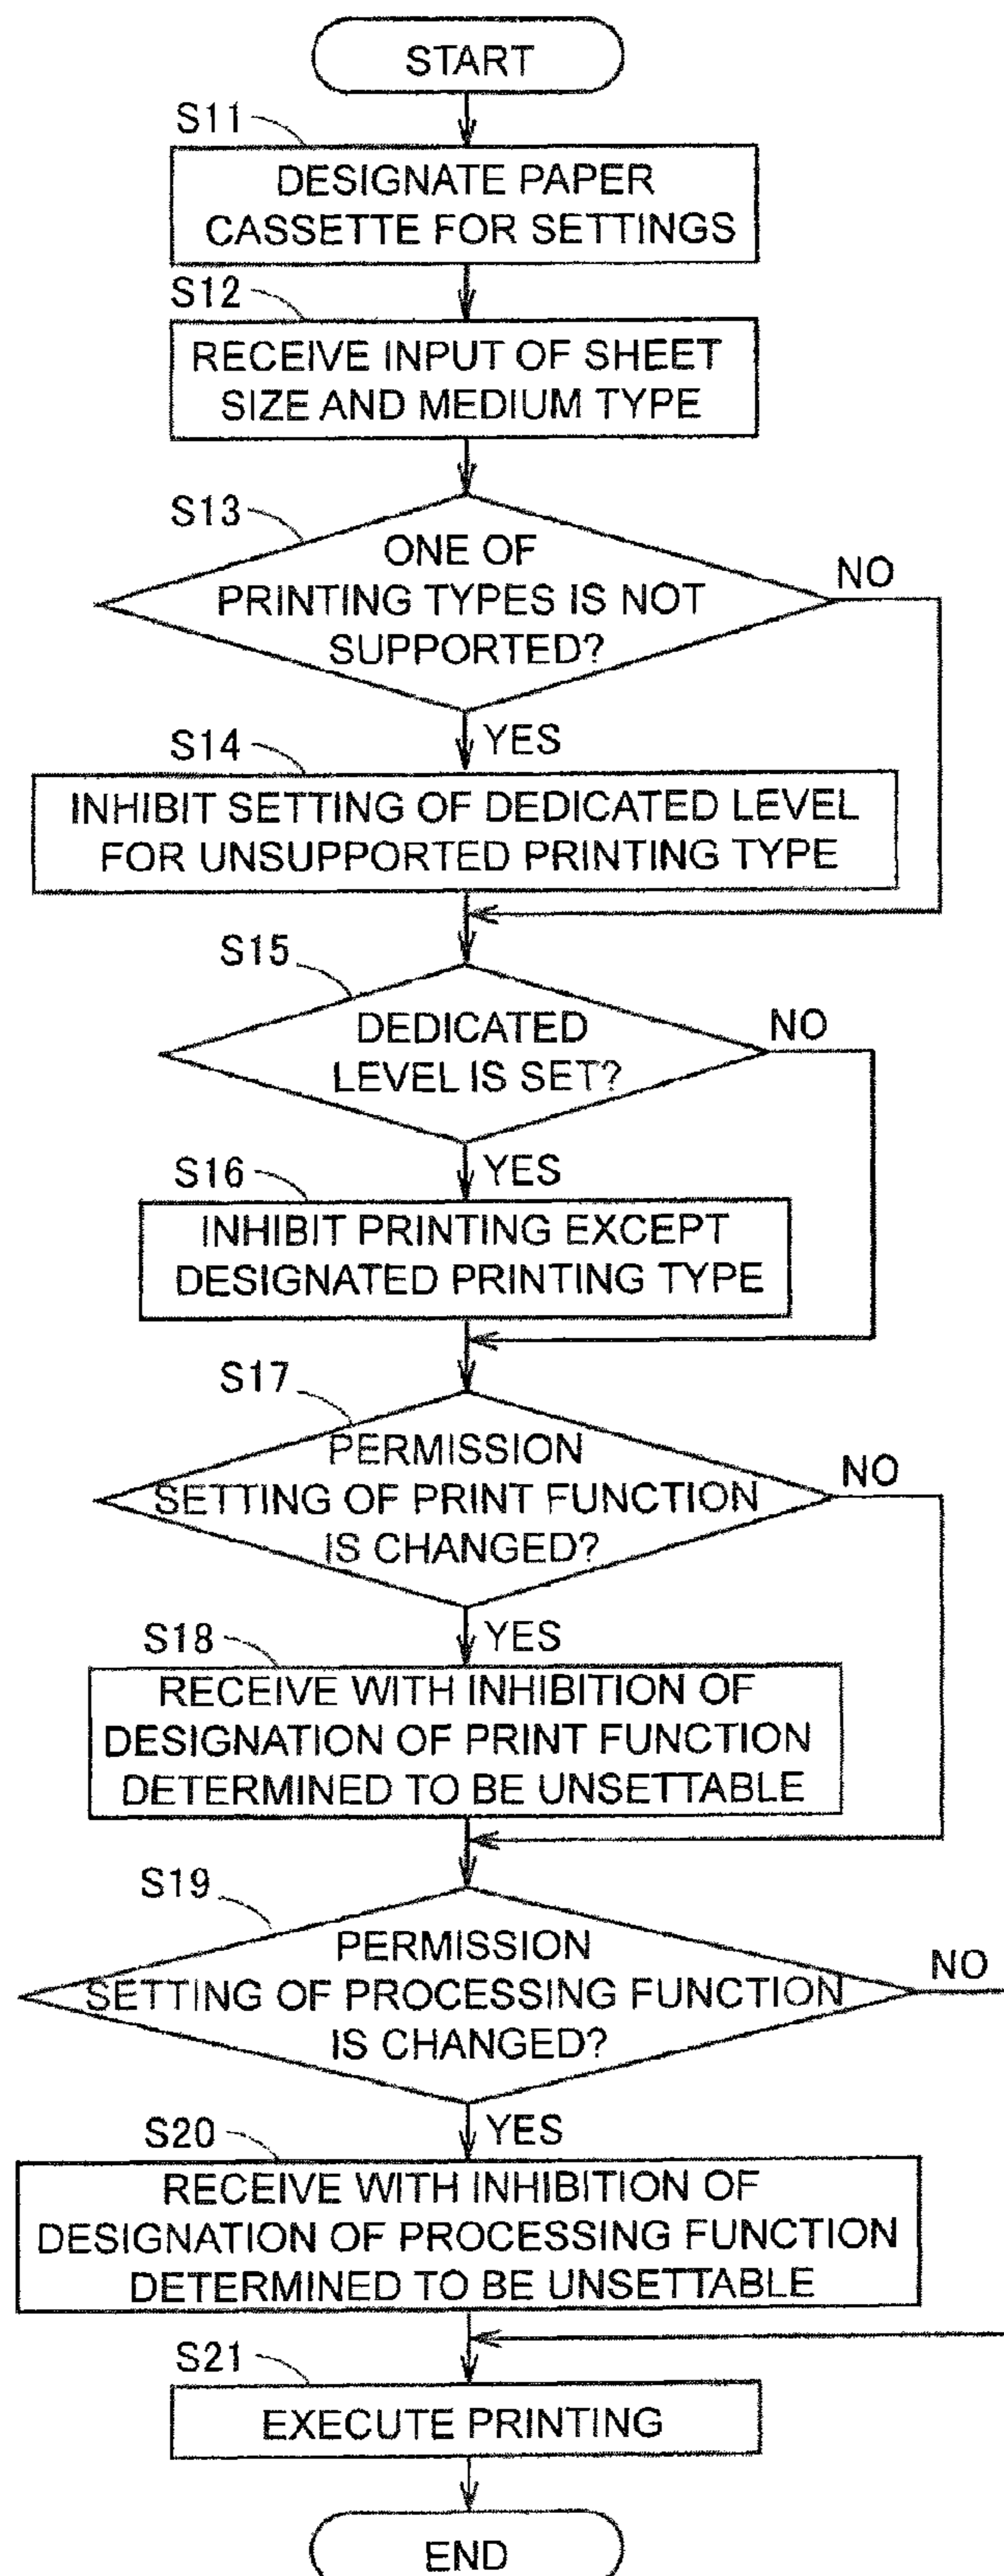 START
S11
DESIGNATE PAPER
CASSETTE FOR SETTINGS
S12
RECEIVE INPUT OF SHEET
SIZE AND MEDIUM TYPE
S13
ONE OF
PRINTING TYPES IS NOT
SUPPORTED?
NO
YES
S14
INHIBIT SETTING OF DEDICATED LEVEL
FOR UNSUPPORTED PRINTING TYPE
S15
DEDICATED
LEVEL IS SET?
NO
YES
S16
INHIBIT PRINTING EXCEPT
DESIGNATED PRINTING TYPE
S17
PERMISSION
SETTING OF PRINT FUNCTION
IS CHANGED?
NO
YES
S18
RECEIVE WITH INHIBITION OF
DESIGNATION OF PRINT FUNCTION
DETERMINED TO BE UNSETTABLE
S19
PERMISSION
SETTING OF PROCESSING FUNCTION
IS CHANGED?
NO
YES
S20
RECEIVE WITH INHIBITION OF
DESIGNATION OF PROCESSING FUNCTION
DETERMINED TO BE UNSETTABLE
S21
EXECUTE PRINTING
END